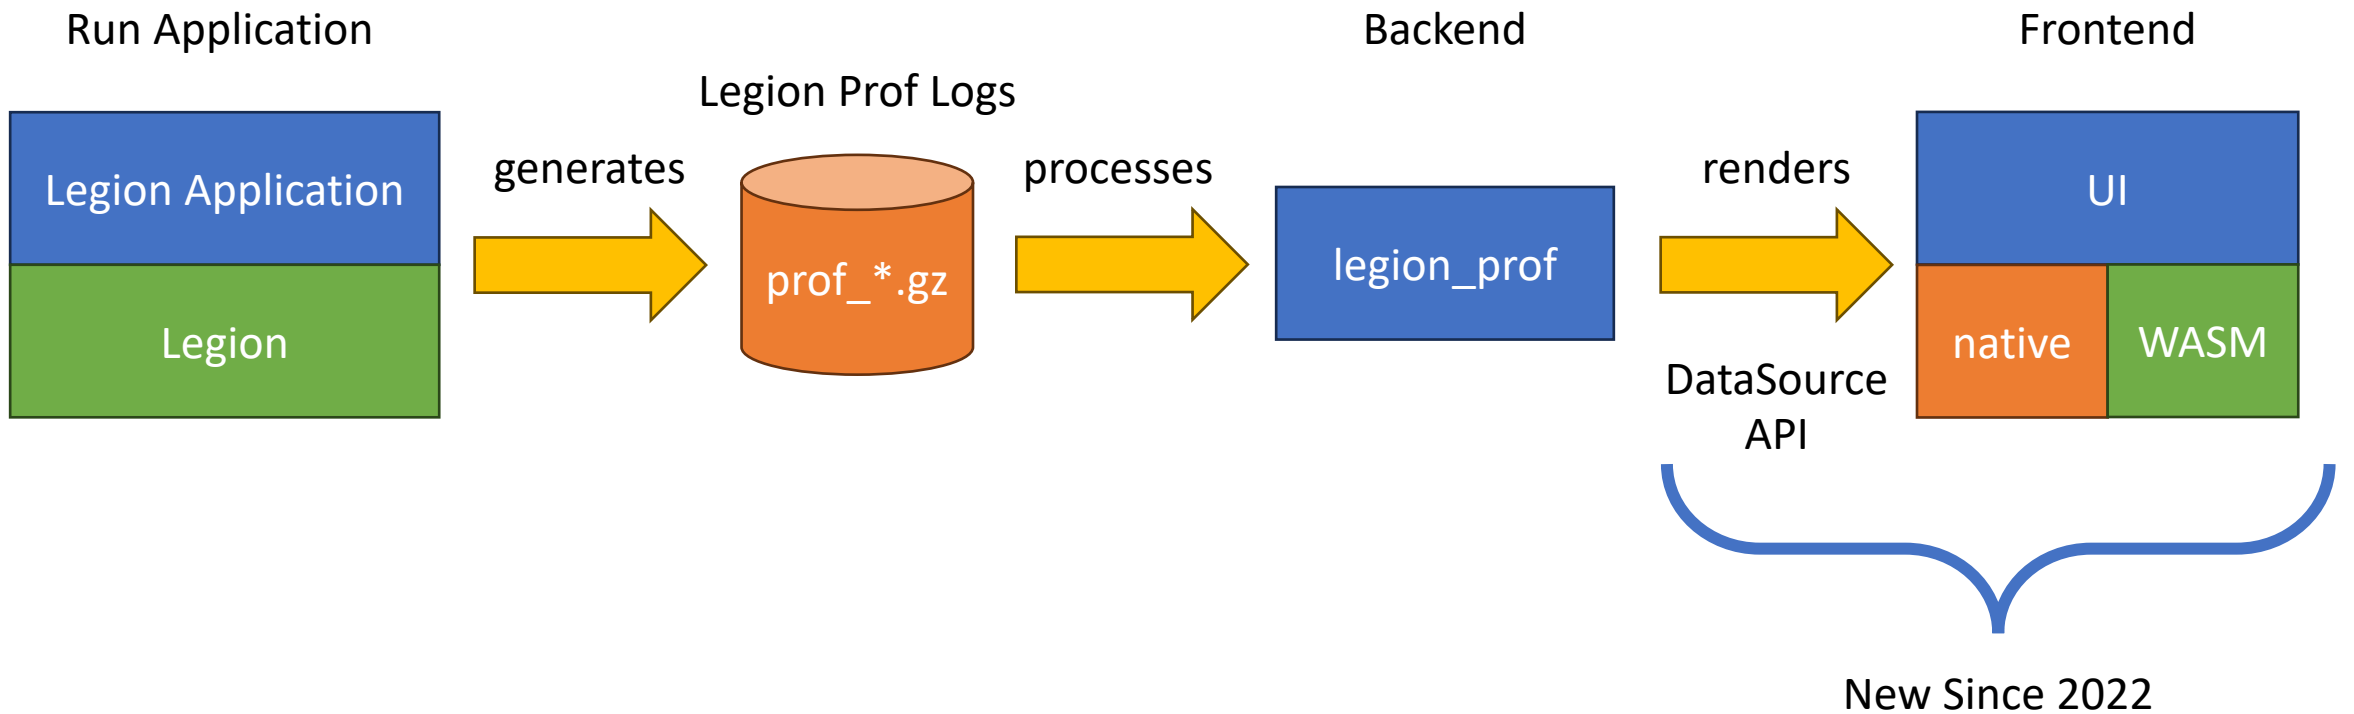 Run Application
Legion Application
Legion
generates
Legion Prof Logs
prof_*.gz
processes
Backend
legion_prof
renders
DataSource
API
Frontend
UI
native
WASM
New Since 2022